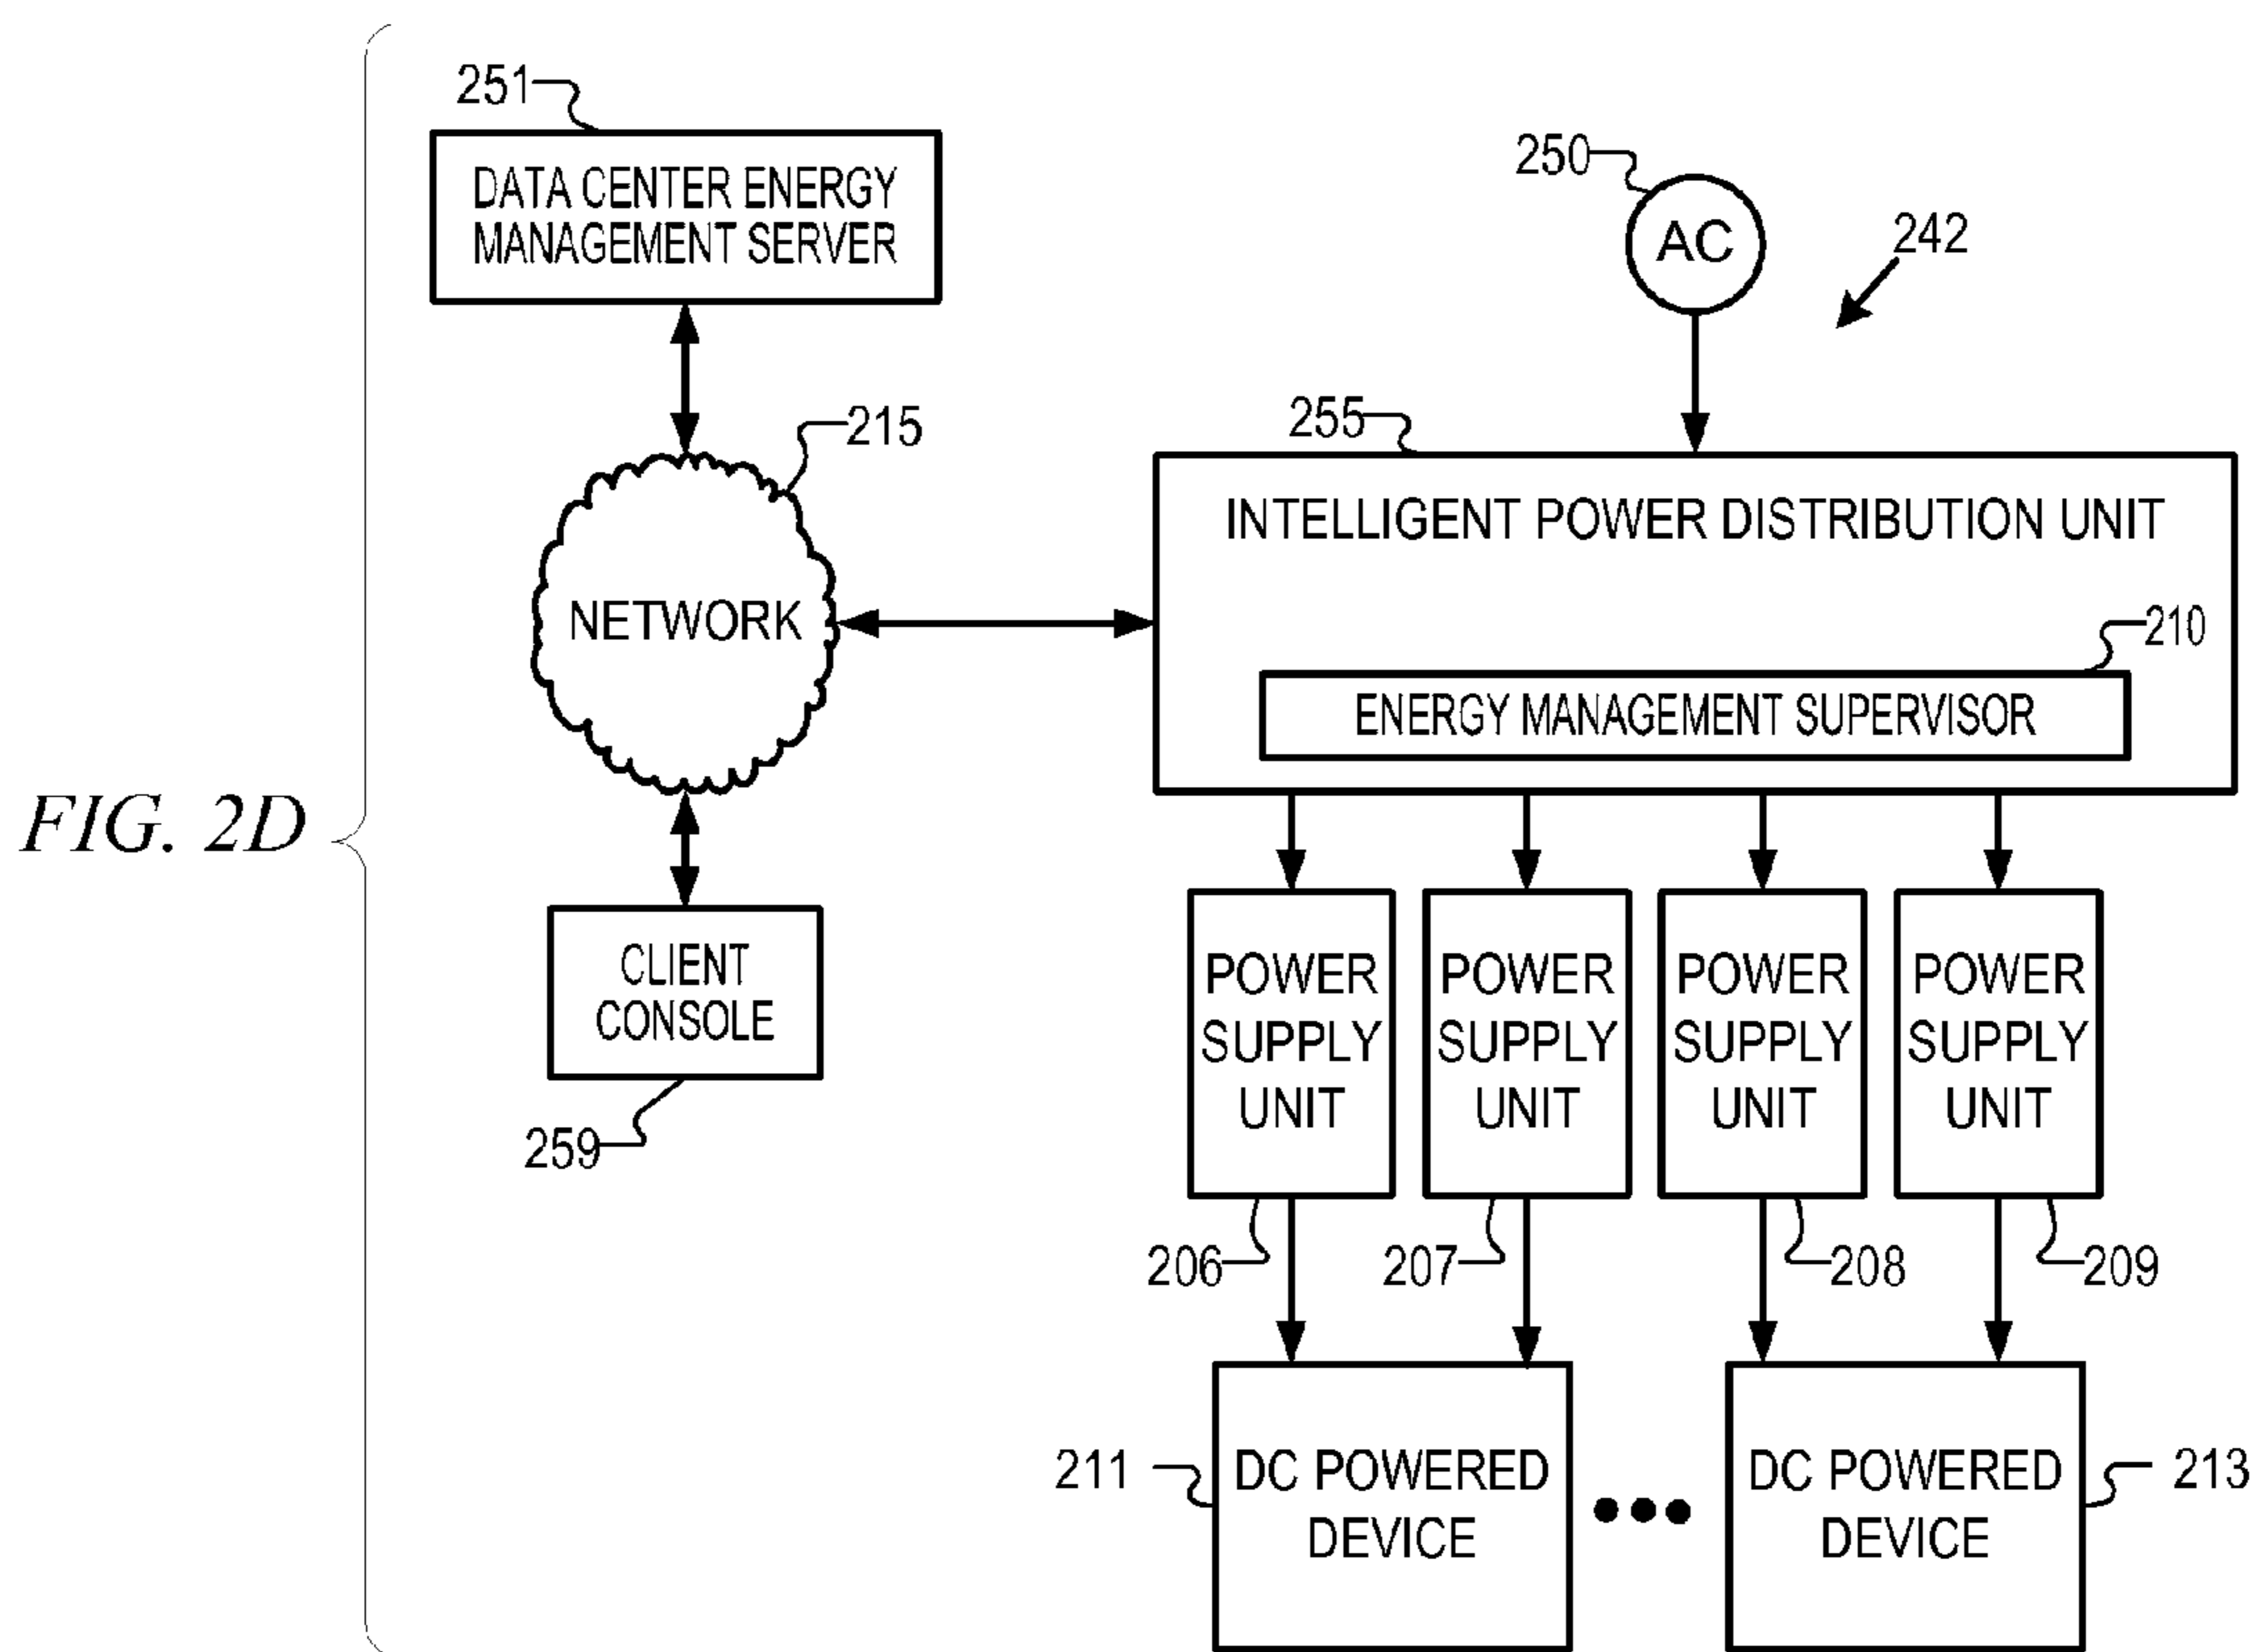 251
DATA CENTER ENERGY
MANAGEMENT SERVER
250
AC
242
215
255
INTELLIGENT POWER DISTRIBUTION UNIT
NETWORK
210
ENERGY MANAGEMENT SUPERVISOR
FIG. 2D
CLIENT
CONSOLE
259
POWER
SUPPLY
UNIT
POWER
SUPPLY
UNIT
POWER
SUPPLY
UNIT
POWER
SUPPLY
UNIT
206
207
208
209
211
DC POWERED
DEVICE
DC POWERED
DEVICE
213